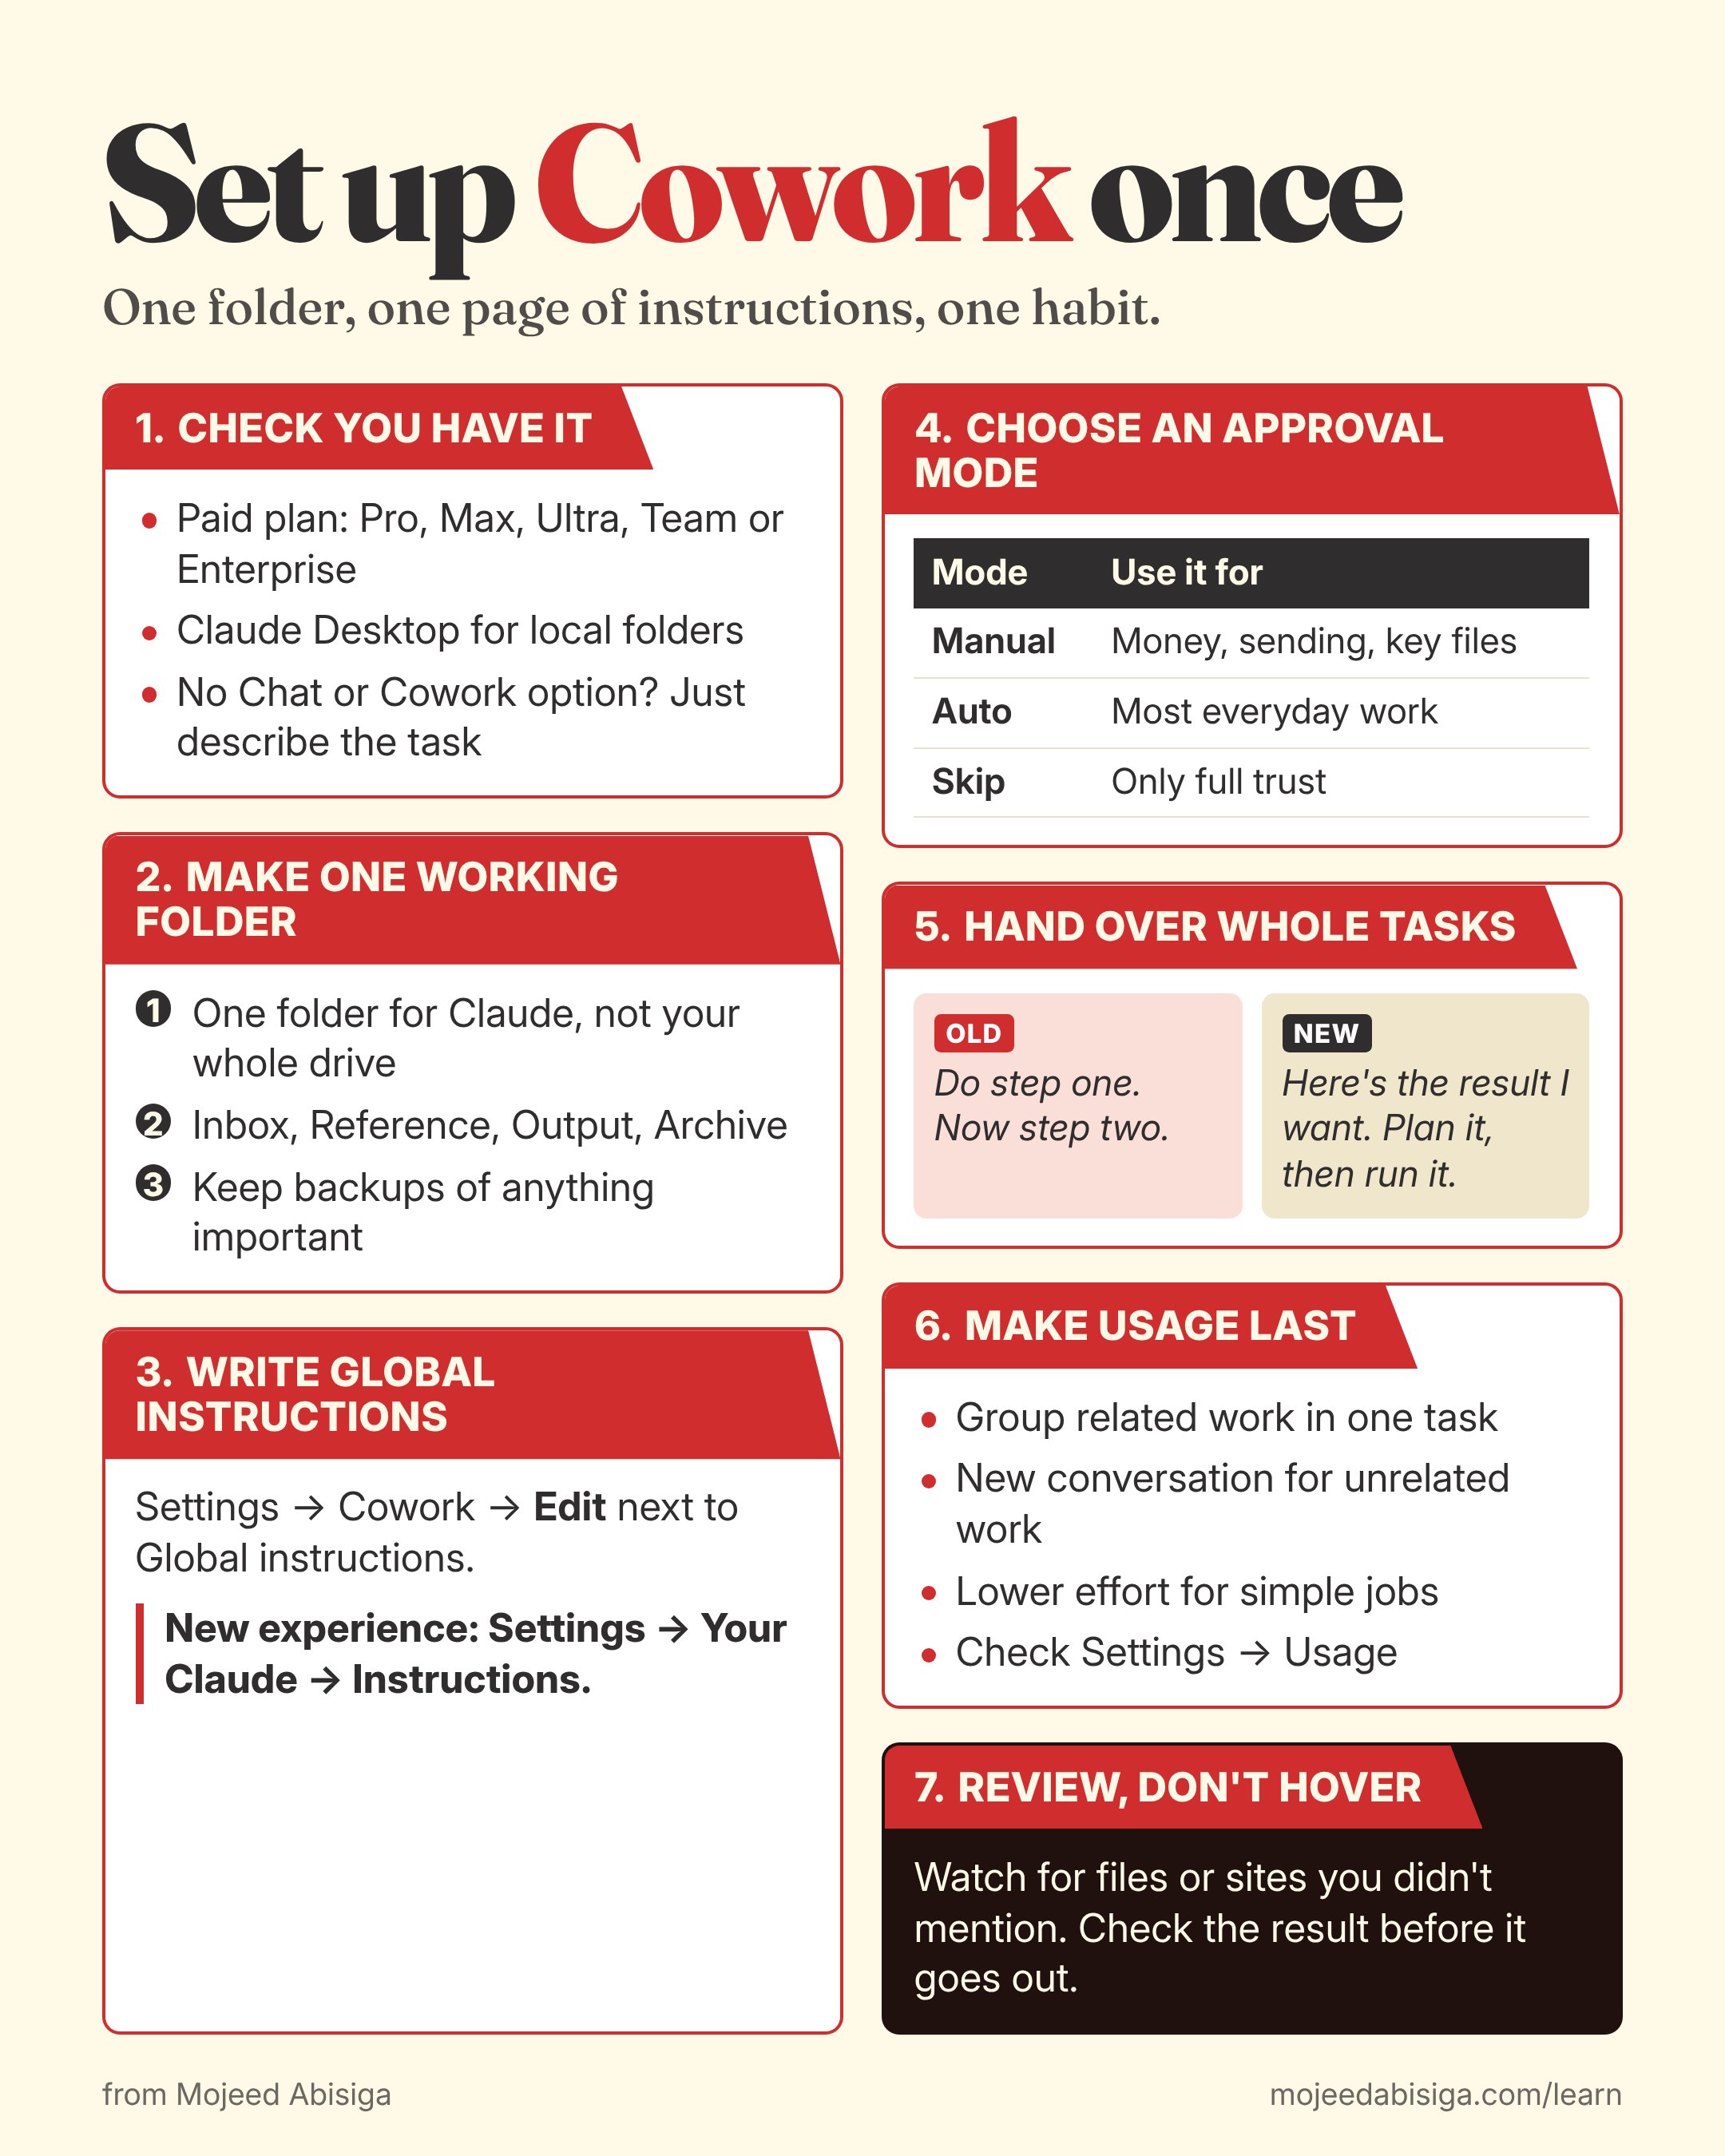 Set up Cowork once
One folder, one page of instructions, one habit.
1. CHECK YOU HAVE IT
• Paid plan: Pro, Max, Ultra, Team or
Enterprise
• Claude Desktop for local folders
• No Chat or Cowork option? Just
describe the task
2. MAKE ONE WORKING
FOLDER
1 One folder for Claude, not your
whole drive
2 Inbox, Reference, Output, Archive
3 Keep backups of anything
important
3. WRITE GLOBAL
INSTRUCTIONS
Settings → Cowork → Edit next to
Global instructions.
New experience: Settings → Your
Claude → Instructions.
4. CHOOSE AN APPROVAL
MODE
Mode Use it for
Manual Money, sending, key files
Auto Most everyday work
Skip Only full trust
5. HAND OVER WHOLE TASKS
OLD
Do step one.
Now step two.
NEW
Here's the result I
want. Plan it,
then run it.
6. MAKE USAGE LAST
• Group related work in one task
• New conversation for unrelated
work
• Lower effort for simple jobs
• Check Settings → Usage
7. REVIEW, DON'T HOVER
Watch for files or sites you didn't
mention. Check the result before it
goes out.
from Mojeed Abisiga
mojeedabisiga.com/learn